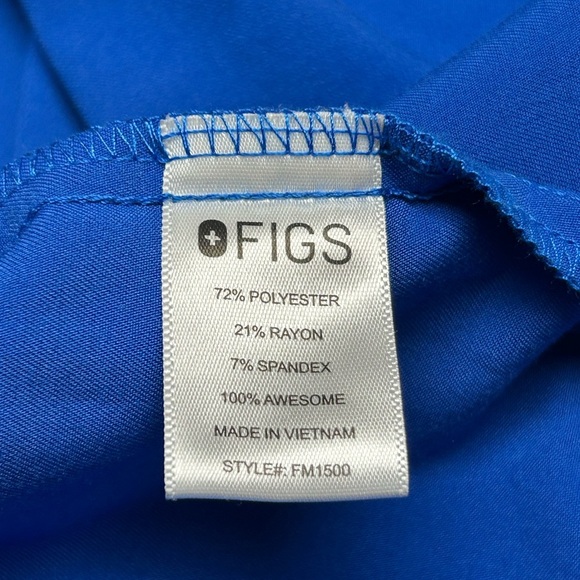 FIGS
72% POLYESTER
21% RAYON
7% SPANDEX
100% AWESOME
MADE IN VIETNAM
STYLE#: FM1500